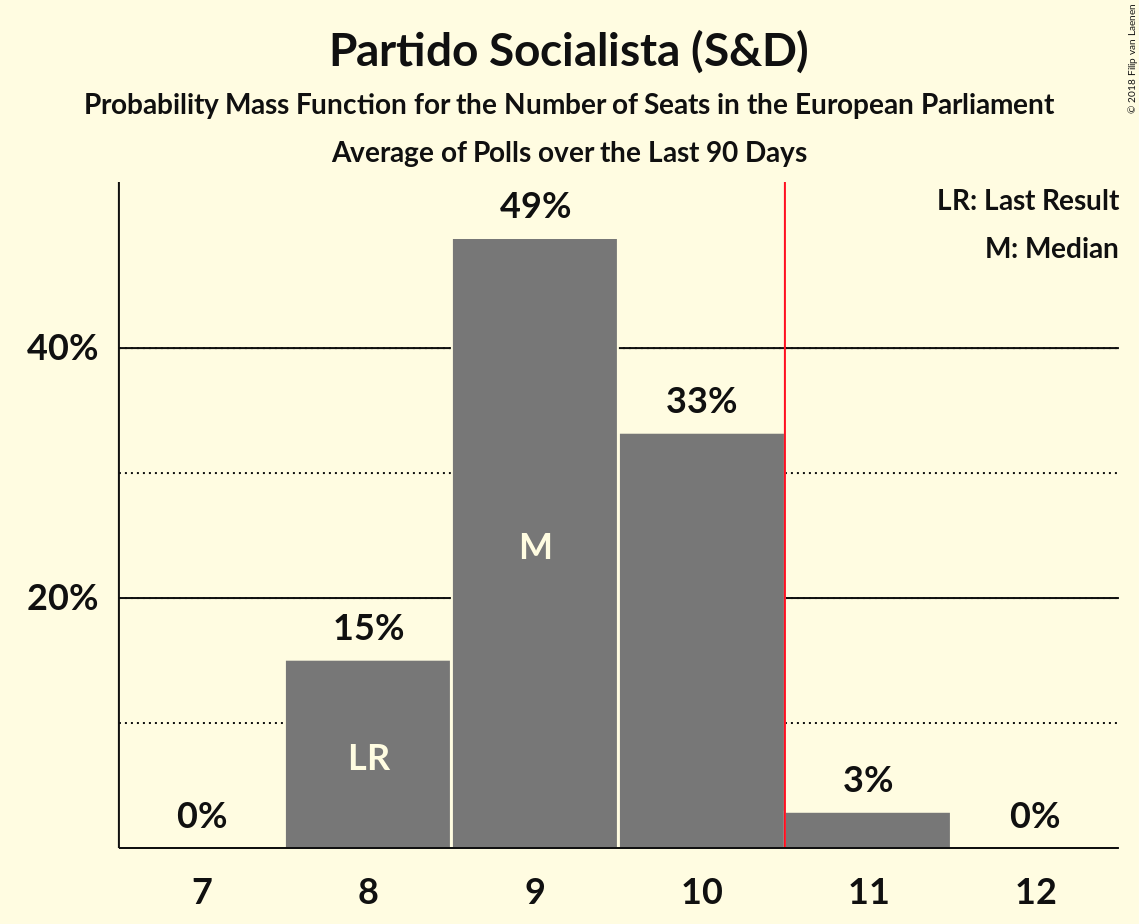 Partido Socialista (S&D)
Probability Mass Function for the Number of Seats in the European Parliament
Average of Polls over the Last 90 Days
© 2018 Filip van Laenen
LR: Last Result
M: Median
49%
40%
33%
M
20%
15%
LR
3%
0%
0%
7 8 9 10 11 12